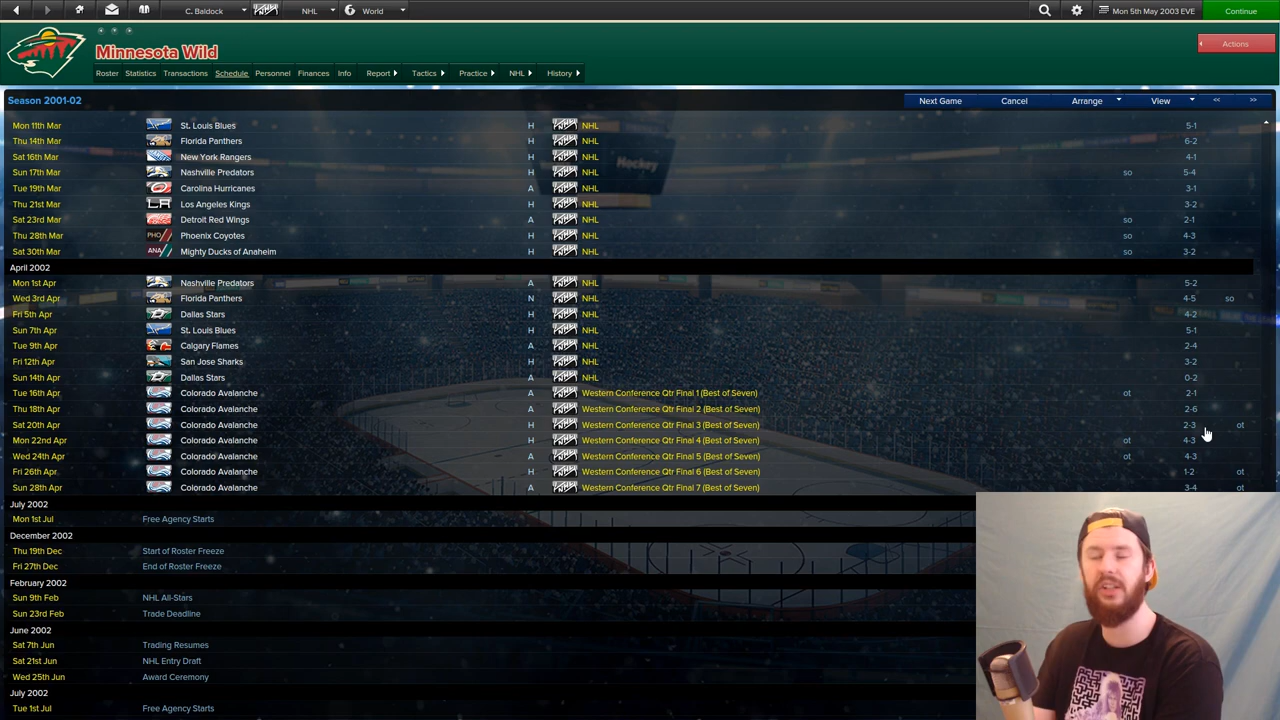 C. Baldock NHL World Mon 5th May 2003 EVE Continue
Minnesota Wild Actions
Roster Statistics Transactions Schedule Personnel Finances Info Report Tactics Practice NHL History
Season 2001-02 Next Game Cancel Arrange View << >>
Mon 11th Mar St. Louis Blues H NHL 5-1
Thu 14th Mar Florida Panthers H NHL 6-2
Sat 16th Mar New York Rangers H NHL 4-1
Sun 17th Mar Nashville Predators H NHL so 5-4
Tue 19th Mar Carolina Hurricanes A NHL 3-1
Thu 21st Mar LA Los Angeles Kings H NHL 3-2
Sat 23rd Mar Detroit Red Wings A NHL so 2-1
Thu 28th Mar PHO Phoenix Coyotes H NHL so 4-3
Sat 30th Mar ANA Mighty Ducks of Anaheim H NHL so 3-2
April 2002
Mon 1st Apr Nashville Predators A NHL 5-2
Wed 3rd Apr Florida Panthers N NHL 4-5 so
Fri 5th Apr Dallas Stars H NHL 4-2
Sun 7th Apr St. Louis Blues H NHL 5-1
Tue 9th Apr Calgary Flames A NHL 2-4
Fri 12th Apr San Jose Sharks H NHL 3-2
Sun 14th Apr Dallas Stars A NHL 0-2
Tue 16th Apr Colorado Avalanche A Western Conference Qtr Final 1 (Best of Seven) ot 2-1
Thu 18th Apr Colorado Avalanche A Western Conference Qtr Final 2 (Best of Seven) 2-6
Sat 20th Apr Colorado Avalanche H Western Conference Qtr Final 3 (Best of Seven) 2-3 ot
Mon 22nd Apr Colorado Avalanche H Western Conference Qtr Final 4 (Best of Seven) ot 4-3
Wed 24th Apr Colorado Avalanche A Western Conference Qtr Final 5 (Best of Seven) ot 4-3
Fri 26th Apr Colorado Avalanche H Western Conference Qtr Final 6 (Best of Seven) 1-2 ot
Sun 28th Apr Colorado Avalanche A Western Conference Qtr Final 7 (Best of Seven) 3-4 ot
July 2002
Mon 1st Jul Free Agency Starts
December 2002
Thu 19th Dec Start of Roster Freeze
Fri 27th Dec End of Roster Freeze
February 2002
Sun 9th Feb NHL All-Stars
Sun 23rd Feb Trade Deadline
June 2002
Sat 7th Jun Trading Resumes
Sat 21st Jun NHL Entry Draft
Wed 25th Jun Award Ceremony
July 2002
Tue 1st Jul Free Agency Starts
Hockey